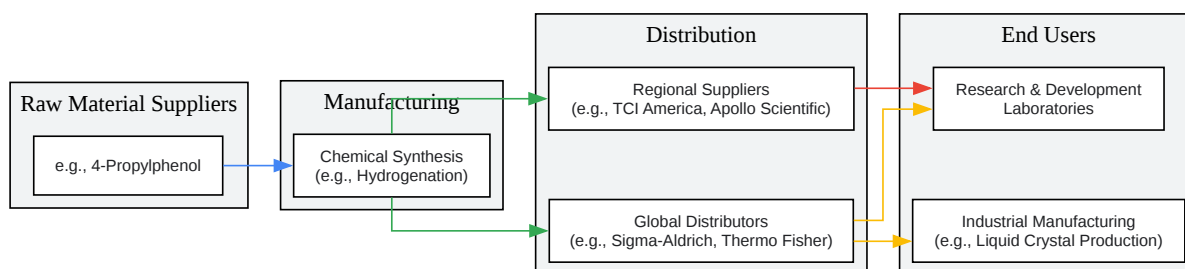 Raw Material Suppliers
e.g., 4-Propylphenol
Manufacturing
Chemical Synthesis
(e.g., Hydrogenation)
Distribution
Regional Suppliers
(e.g., TCI America, Apollo Scientific)
Global Distributors
(e.g., Sigma-Aldrich, Thermo Fisher)
End Users
Research & Development
Laboratories
Industrial Manufacturing
(e.g., Liquid Crystal Production)